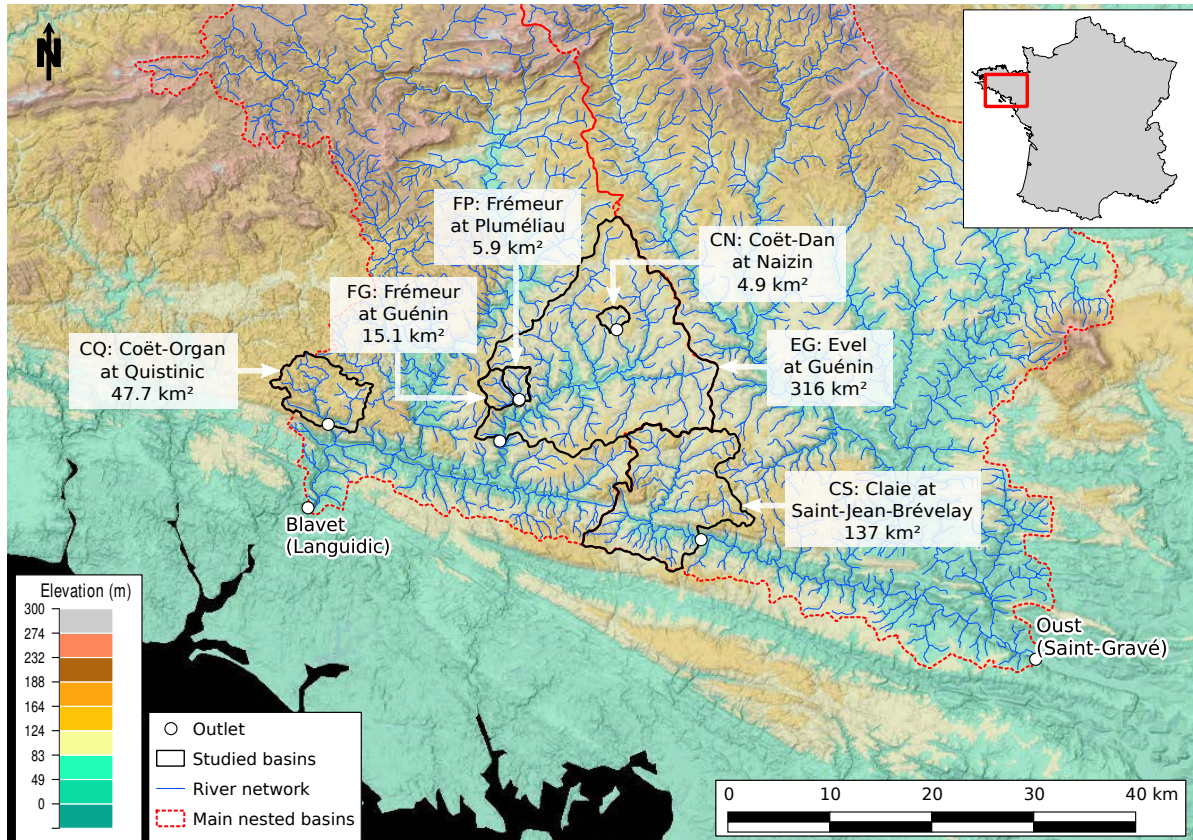 N
FP: Frémeur
at Pluméliau
5.9 km²
CN: Coët-Dan
at Naizin
4.9 km²
FG: Frémeur
at Guénin
15.1 km²
CQ: Coët-Organ
at Quistinic
47.7 km²
EG: Evel
at Guénin
316 km²
CS: Claie at
Saint-Jean-Brévelay
137 km²
Blavet
(Languidic)
Oust
(Saint-Gravé)
Elevation (m)
300
274
232
188
164
124
83
49
0
Outlet
Studied basins
River network
Main nested basins
0 10 20 30 40 km